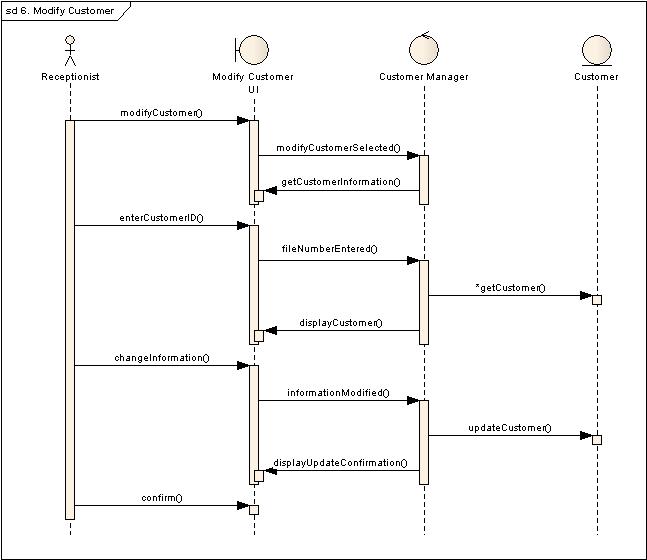 sd 6. Modify Customer
Receptionist
Modify Customer
UI
Customer Manager
Customer
modifyCustomer()
modifyCustomerSelected()
getCustomerInformation()
enterCustomerID()
fileNumberEntered()
*getCustomer()
displayCustomer()
changeInformation()
informationModified()
updateCustomer()
displayUpdateConfirmation()
confirm()